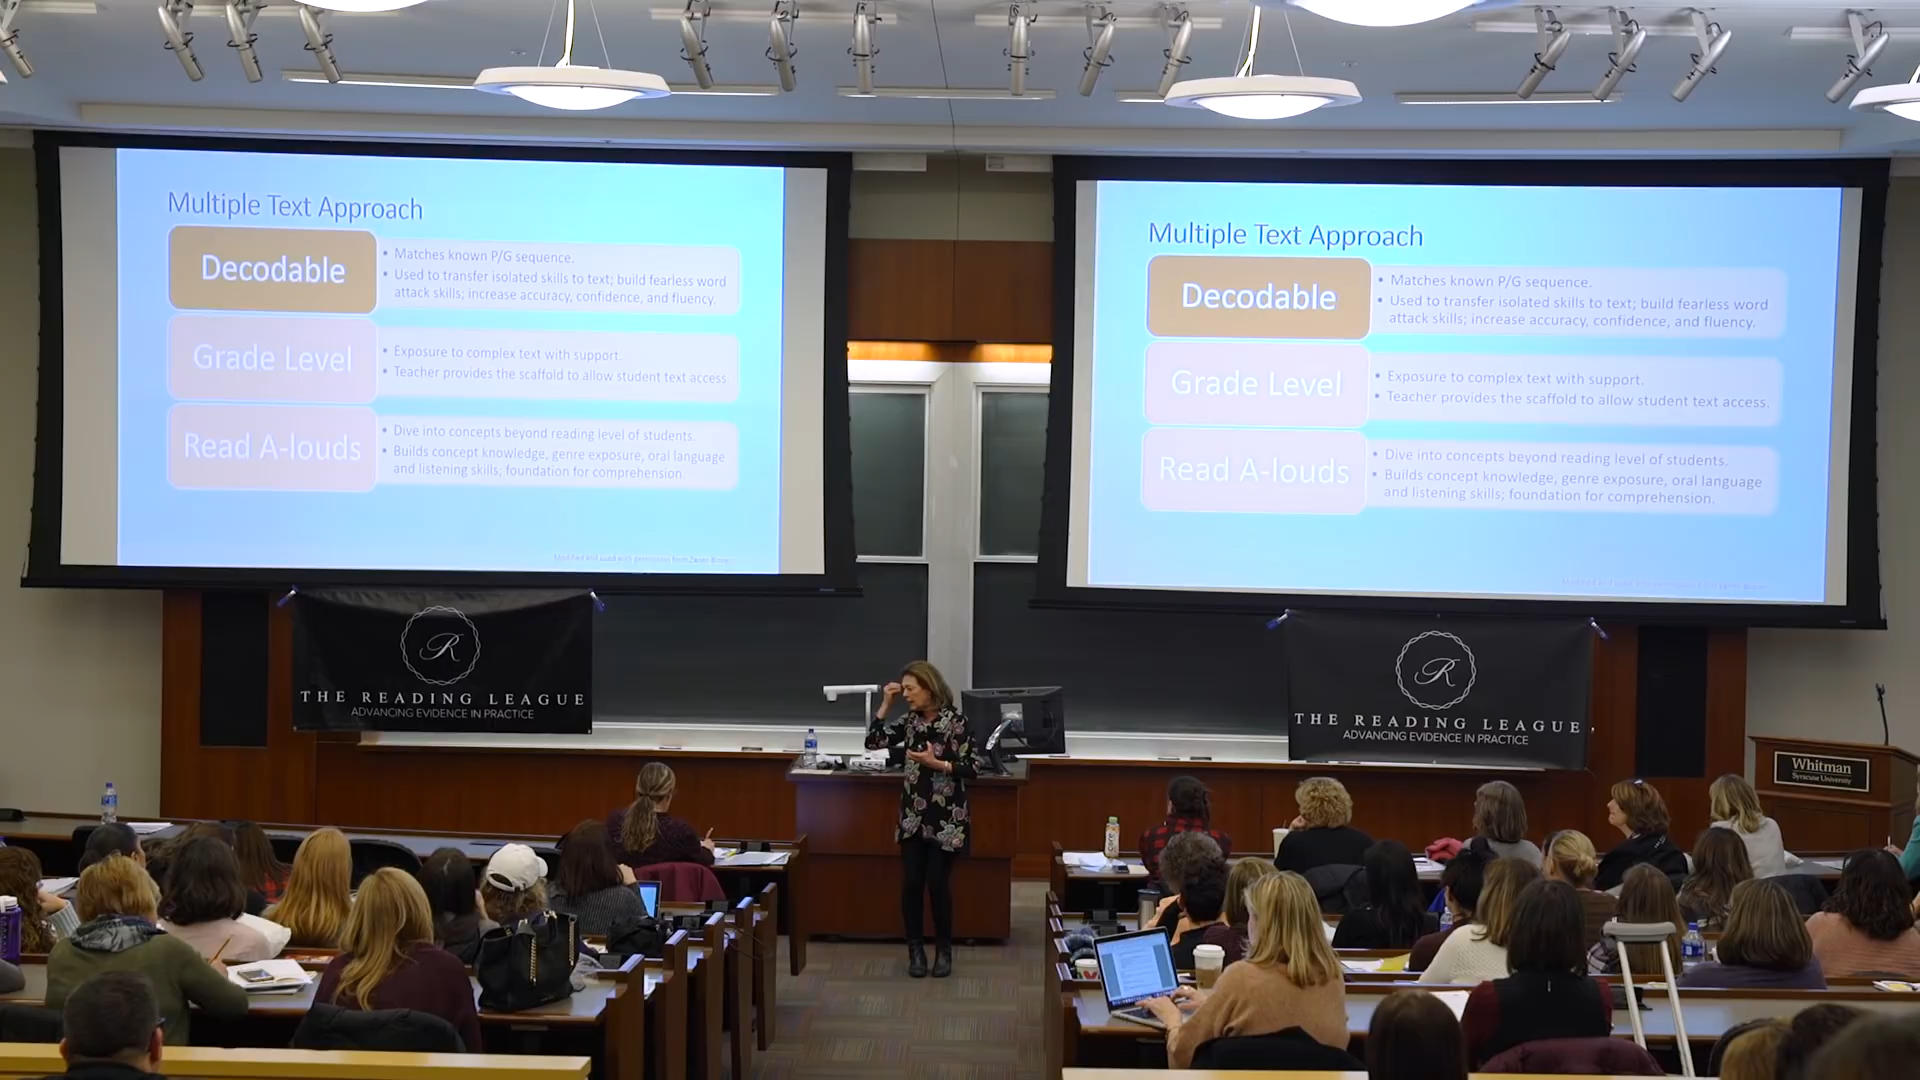 Multiple Text Approach
Decodable
• Matches known P/G sequence.
• Used to transfer isolated skills to text; build fearless word
attack skills; increase accuracy, confidence, and fluency.
Grade Level
• Exposure to complex text with support.
• Teacher provides the scaffold to allow student text access.
Read A-louds
• Dive into concepts beyond reading level of students.
• Builds concept knowledge, genre exposure, oral language
and listening skills; foundation for comprehension.
Modified and used with permission from
Multiple Text Approach
Decodable
• Matches known P/G sequence.
• Used to transfer isolated skills to text; build fearless word
attack skills; increase accuracy, confidence, and fluency.
Grade Level
• Exposure to complex text with support.
• Teacher provides the scaffold to allow student text access.
Read A-louds
• Dive into concepts beyond reading level of students.
• Builds concept knowledge, genre exposure, oral language
and listening skills; foundation for comprehension.
R
THE READING LEAGUE
ADVANCING EVIDENCE IN PRACTICE
R
THE READING LEAGUE
ADVANCING EVIDENCE IN PRACTICE
Whitman
Syracuse University